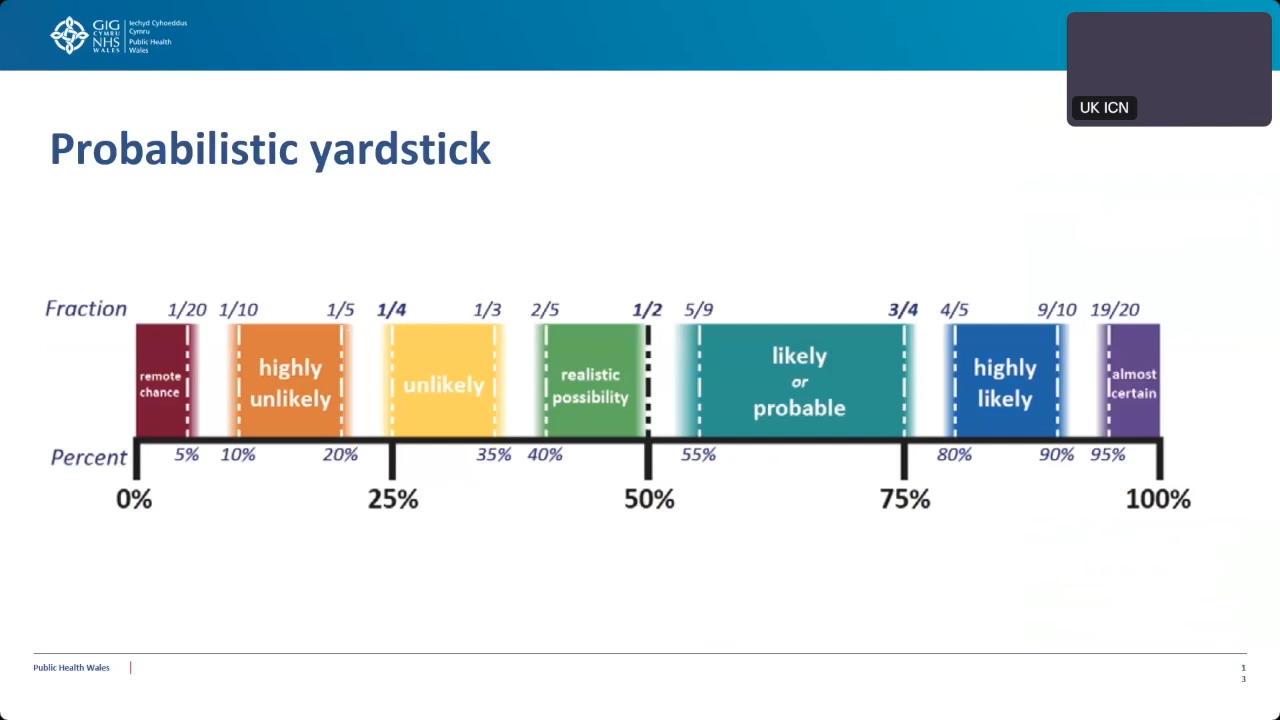 GIG
CYMRU
NHS
WALES
Iechyd Cyhoeddus
Cymru
Public Health
Wales
UK ICN
Probabilistic yardstick
Fraction 1/20 1/10 1/5 1/4 1/3 2/5 1/2 5/9 3/4 4/5 9/10 19/20
remote
chance
highly
unlikely
unlikely
realistic
possibility
likely
or
probable
highly
likely
almost
certain
Percent 5% 10% 20% 35% 40% 55% 80% 90% 95%
0% 25% 50% 75% 100%
Public Health Wales
1
3